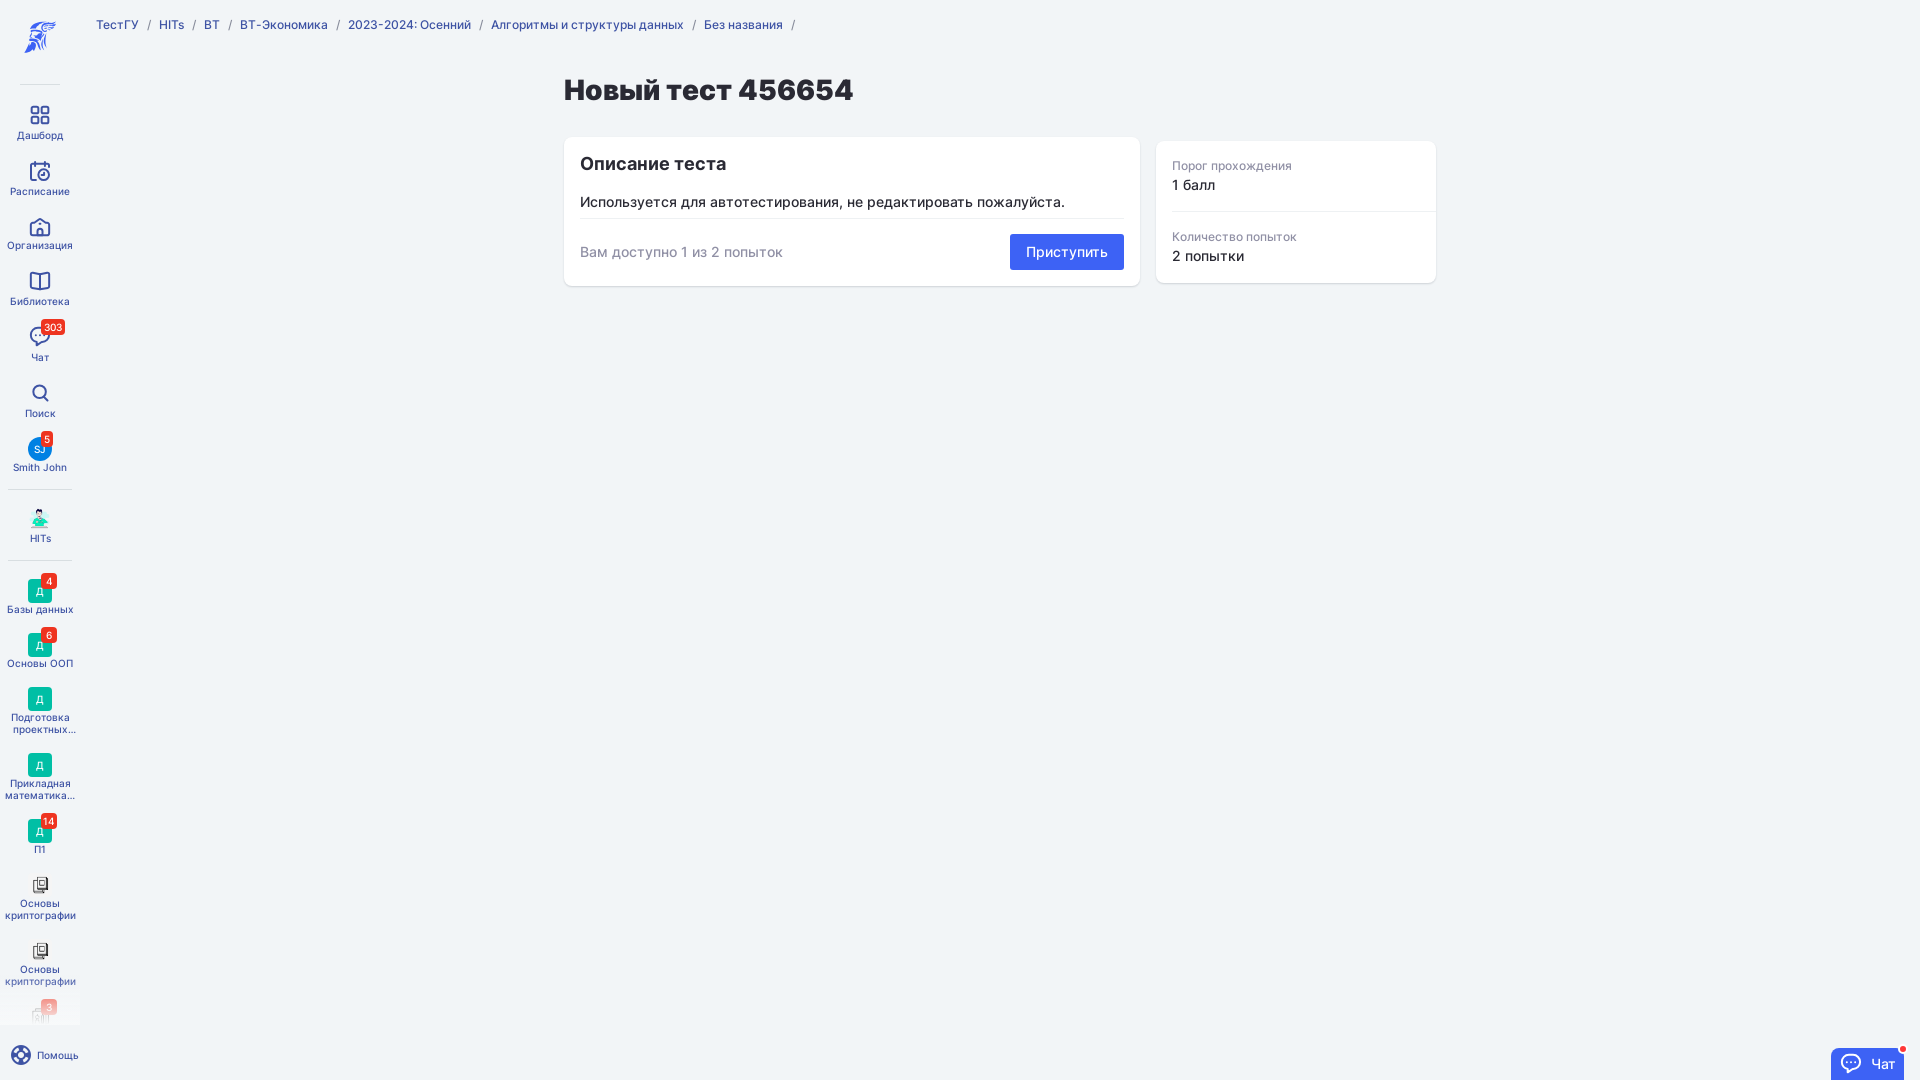 ТестГУ / HITs / ВТ / ВТ-Экономика / 2023-2024: Осенний / Алгоритмы и структуры данных / Без названия /
Дашборд
Расписание
Организация
Библиотека
303
Чат
Поиск
5
SJ
Smith John
HITs
4
Д
Базы данных
6
Д
Основы ООП
Д
Подготовка
проектных...
Д
Прикладная
математика...
14
Д
П1
Основы
криптографии
Основы
криптографии
3
Помощь
Новый тест 456654
Описание теста
Используется для автотестирования, не редактировать пожалуйста.
Вам доступно 1 из 2 попыток
Приступить
Порог прохождения
1 балл
Количество попыток
2 попытки
Чат